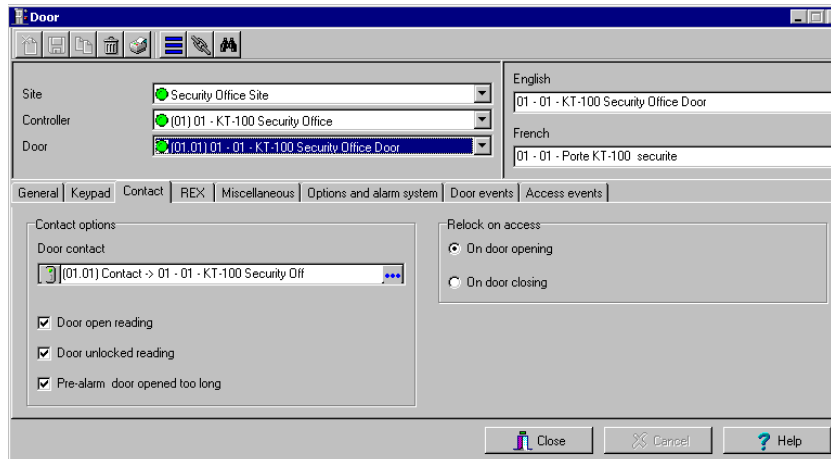 Door
Site
Security Office Site
Controller
(01) 01 - KT-100 Security Office
Door
(01.01) 01 - 01 - KT-100 Security Office Door
English
01 - 01 - KT-100 Security Office Door
French
01 - 01 - Porte KT-100 securite
General Keypad Contact REX Miscellaneous Options and alarm system Door events Access events
Contact options
Door contact
(01.01) Contact -> 01 - 01 - KT-100 Security Off
Door open reading
Door unlocked reading
Pre-alarm door opened too long
Relock on access
On door opening
On door closing
Close Cancel Help